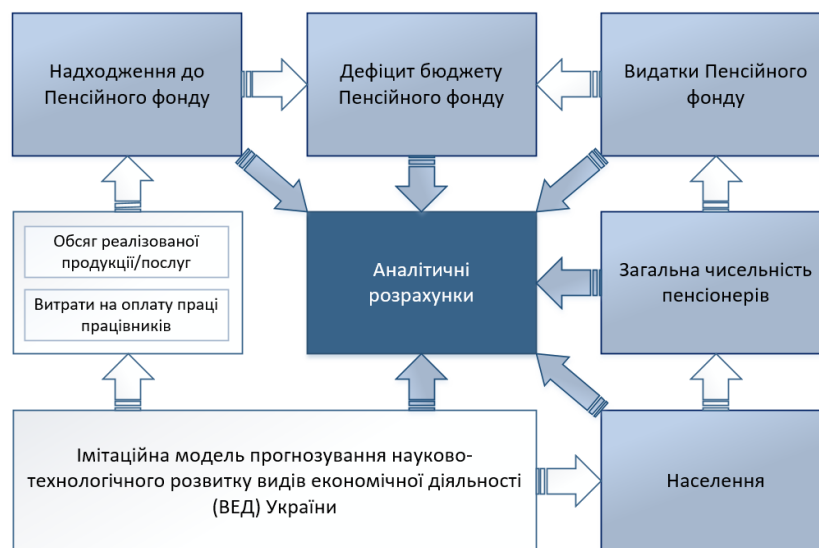 Надходження до
Пенсійного фонду
Дефіцит бюджету
Пенсійного фонду
Видатки Пенсійного
фонду
Обсяг реалізованої
продукції/послуг
Витрати на оплату праці
працівників
Аналітичні
розрахунки
Загальна чисельність
пенсіонерів
Імітаційна модель прогнозування науково-
технологічного розвитку видів економічної діяльності
(ВЕД) України
Населення